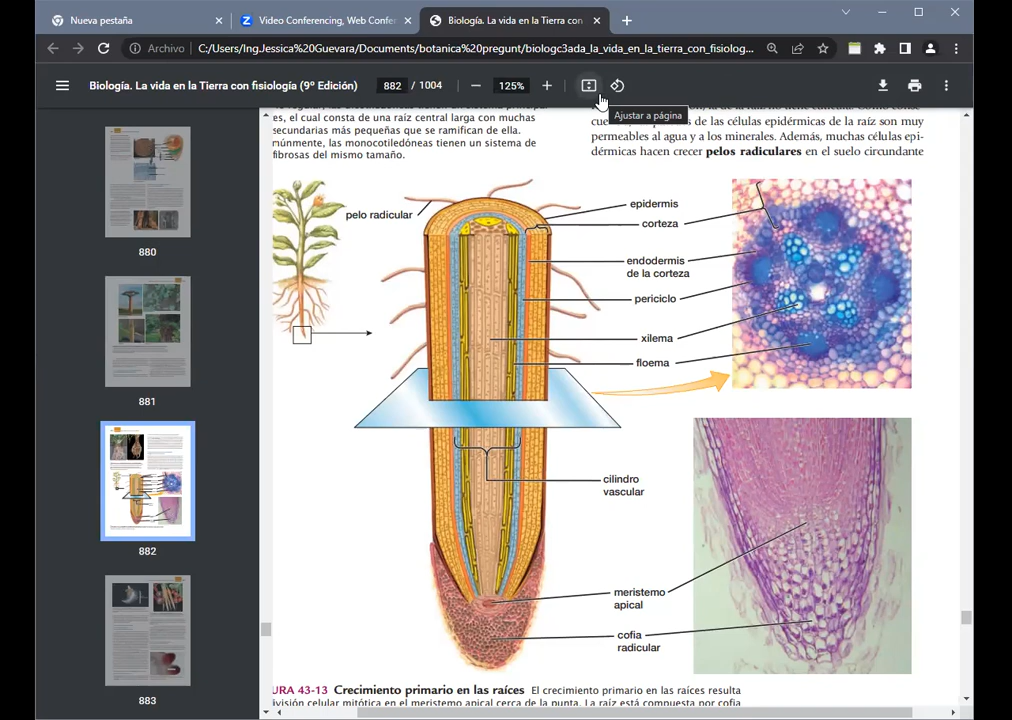 Nueva pestaña
Video Conferencing, Web Confer
Biología. La vida en la Tierra con
Archivo
C:/Users/Ing.Jessica%20Guevara/Documents/botanica%20pregunt/biologc3ada_la_vida_en_la_tierra_con_fisiolog...
Biología. La vida en Tierra con fisiología (9º Edición)
882 / 1004
125%
Ajustar a página
es, el cual consta de una raíz central larga con muchas
secundarias más pequeñas que se ramifican de ella.
múnmente, las monocotiledóneas tienen un sistema de
fibrosas del mismo tamaño.
de las células epidérmicas de la raíz son muy
permeables al agua y a los minerales. Además, muchas células epi-
dérmicas hacen crecer pelos radiculares en el suelo circundante
880
881
882
883
pelo radicular
epidermis
corteza
endodermis
de la corteza
periciclo
xilema
floema
cilindro
vascular
meristemo
apical
cofia
radicular
URA 43-13 Crecimiento primario en las raíces El crecimiento primario en las raíces resulta
visión celular mitótica en el meristemo apical cerca de la punta. La raíz está compuesta por cofia